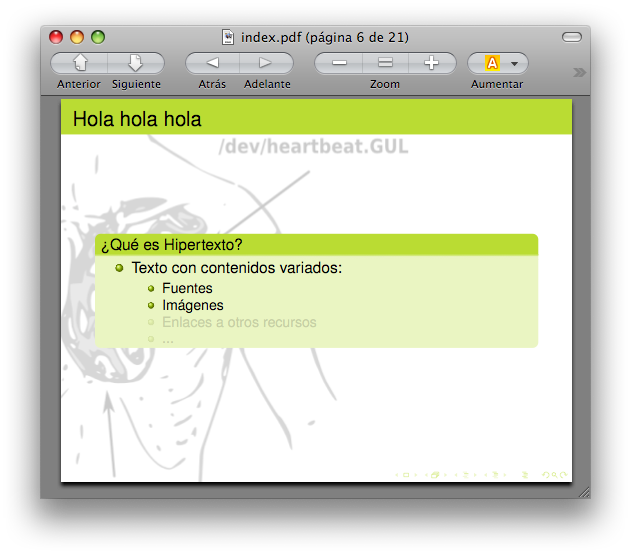 index.pdf (página 6 de 21)
Anterior Siguiente Atrás Adelante Zoom Aumentar
A
Hola hola hola
/dev/heartbeat.GUL
¿Qué es Hipertexto?
Texto con contenidos variados:
Fuentes
Imágenes
Enlaces a otros recursos
...